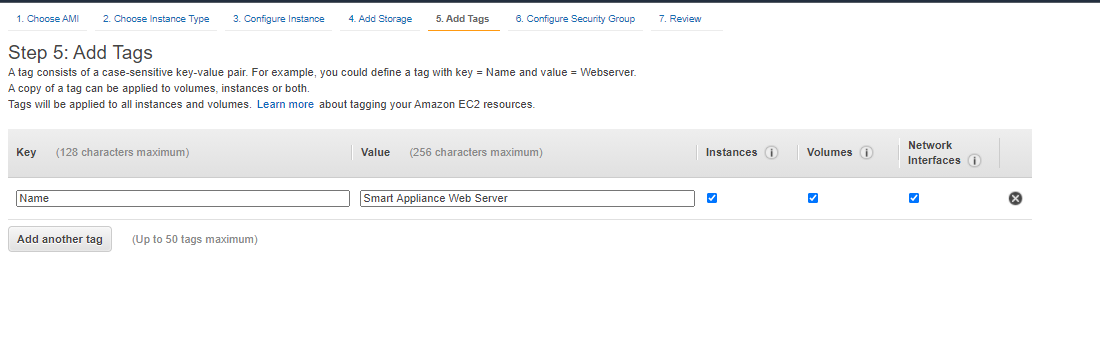 1. Choose AMI 2. Choose Instance Type 3. Configure Instance 4. Add Storage 5. Add Tags 6. Configure Security Group 7. Review
Step 5: Add Tags
A tag consists of a case-sensitive key-value pair. For example, you could define a tag with key = Name and value = Webserver.
A copy of a tag can be applied to volumes, instances or both.
Tags will be applied to all instances and volumes. Learn more about tagging your Amazon EC2 resources.
Key (128 characters maximum) Value (256 characters maximum) Instances i Volumes i Network
Interfaces i
Name Smart Appliance Web Server
Add another tag (Up to 50 tags maximum)